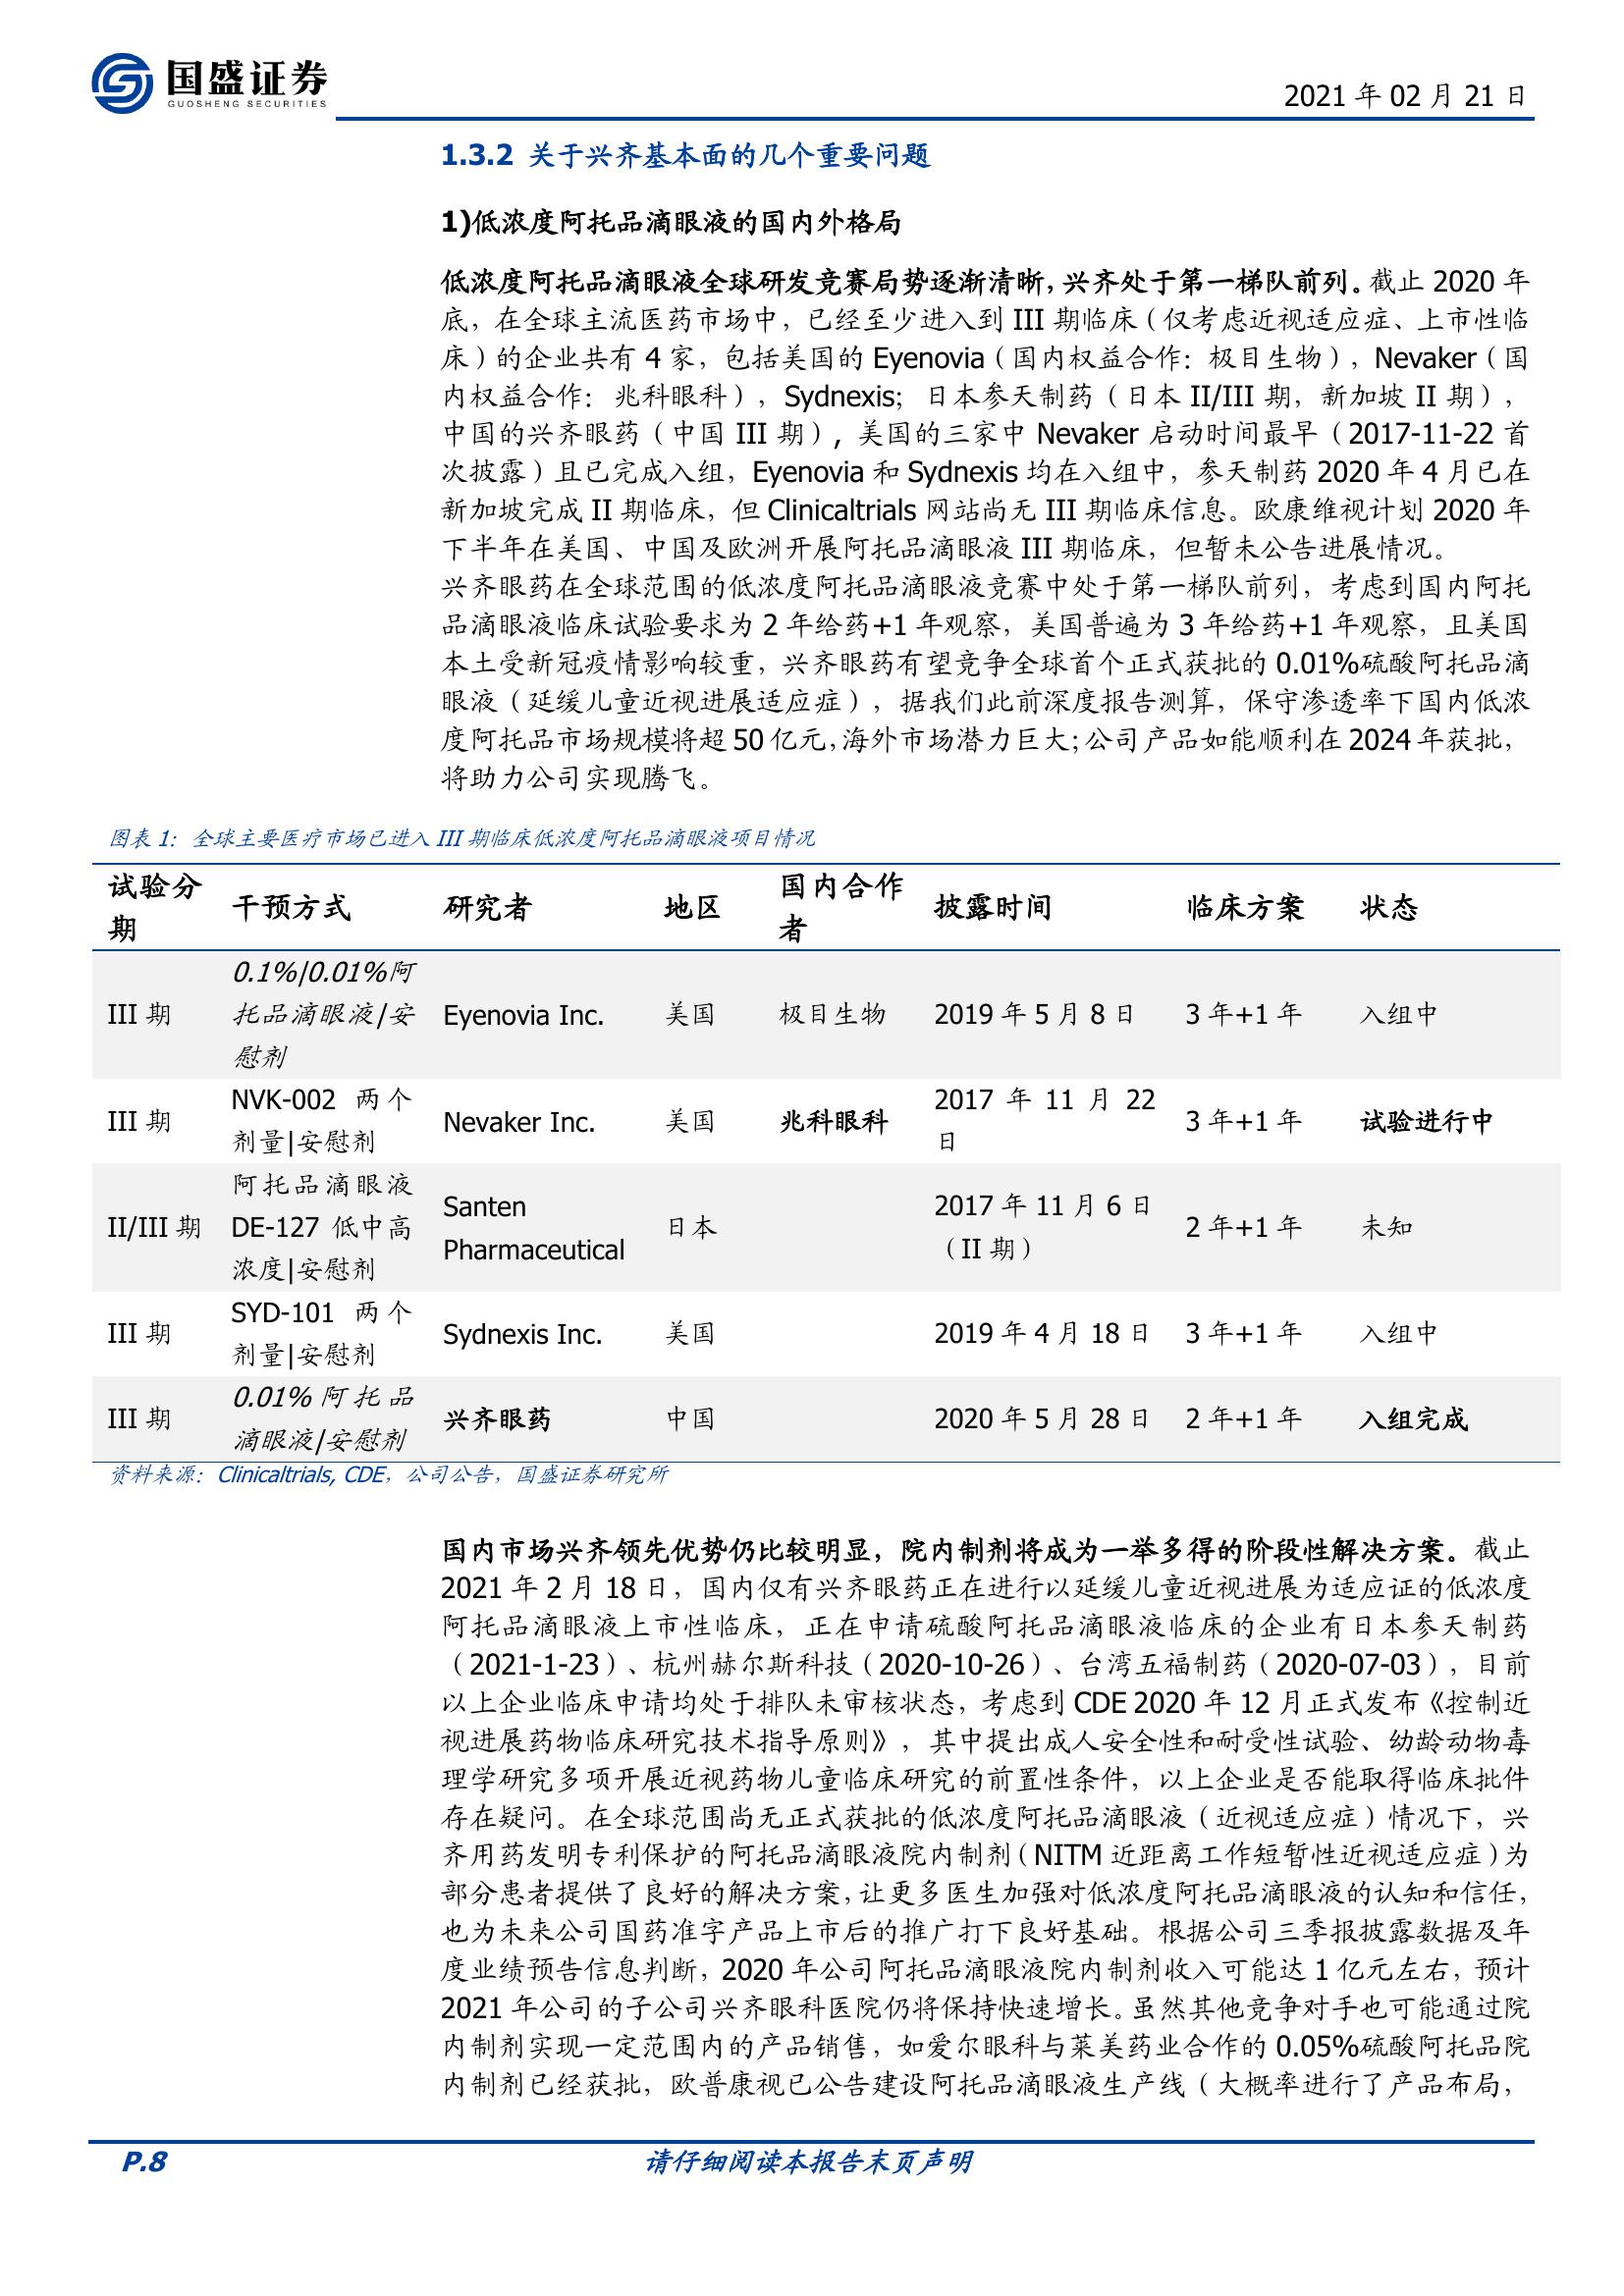 国盛证券
GUOSHENG SECURITIES
2021 年 02 月 21 日
1.3.2 关于兴齐基本面的几个重要问题
1)低浓度阿托品滴眼液的国内外格局
低浓度阿托品滴眼液全球研发竞赛局势逐渐清晰，兴齐处于第一梯队前列。截止 2020 年
底，在全球主流医药市场中，已经至少进入到 III 期临床（仅考虑近视适应症、上市性临
床）的企业共有 4 家，包括美国的 Eyenovia（国内权益合作：极目生物），Nevaker（国
内权益合作：兆科眼科），Sydnexis；日本参天制药（日本 II/III 期，新加坡 II 期），
中国的兴齐眼药（中国 III 期）, 美国的三家中 Nevaker 启动时间最早（2017-11-22 首
次披露）且已完成入组，Eyenovia 和 Sydnexis 均在入组中，参天制药 2020 年 4 月已在
新加坡完成 II 期临床，但 Clinicaltrials 网站尚无 III 期临床信息。欧康维视计划 2020 年
下半年在美国、中国及欧洲开展阿托品滴眼液 III 期临床，但暂未公告进展情况。
兴齐眼药在全球范围的低浓度阿托品滴眼液竞赛中处于第一梯队前列，考虑到国内阿托
品滴眼液临床试验要求为 2 年给药+1 年观察，美国普遍为 3 年给药+1 年观察，且美国
本土受新冠疫情影响较重，兴齐眼药有望竞争全球首个正式获批的 0.01%硫酸阿托品滴
眼液（延缓儿童近视进展适应症），据我们此前深度报告测算，保守渗透率下国内低浓
度阿托品市场规模将超 50 亿元，海外市场潜力巨大；公司产品如能顺利在 2024 年获批，
将助力公司实现腾飞。
图表 1：全球主要医疗市场已进入 III 期临床低浓度阿托品滴眼液项目情况
试验分期 干预方式 研究者 地区 国内合作者 披露时间 临床方案 状态
III 期 0.1%|0.01%阿托品滴眼液/安慰剂 Eyenovia Inc. 美国 极目生物 2019 年 5 月 8 日 3 年+1 年 入组中
III 期 NVK-002 两个剂量|安慰剂 Nevaker Inc. 美国 兆科眼科 2017 年 11 月 22 日 3 年+1 年 试验进行中
II/III 期 阿托品滴眼液 DE-127 低中高浓度|安慰剂 Santen Pharmaceutical 日本 2017 年 11 月 6 日（II 期） 2 年+1 年 未知
III 期 SYD-101 两个剂量|安慰剂 Sydnexis Inc. 美国 2019 年 4 月 18 日 3 年+1 年 入组中
III 期 0.01%阿托品滴眼液/安慰剂 兴齐眼药 中国 2020 年 5 月 28 日 2 年+1 年 入组完成
资料来源：Clinicaltrials, CDE，公司公告，国盛证券研究所
国内市场兴齐领先优势仍比较明显，院内制剂将成为一举多得的阶段性解决方案。截止
2021 年 2 月 18 日，国内仅有兴齐眼药正在进行以延缓儿童近视进展为适应证的低浓度
阿托品滴眼液上市性临床，正在申请硫酸阿托品滴眼液临床的企业有日本参天制药
（2021-1-23）、杭州赫尔斯科技（2020-10-26）、台湾五福制药（2020-07-03），目前
以上企业临床申请均处于排队未审核状态，考虑到 CDE 2020 年 12 月正式发布《控制近
视进展药物临床研究技术指导原则》，其中提出成人安全性和耐受性试验、幼龄动物毒
理学研究多项开展近视药物儿童临床研究的前置性条件，以上企业是否能取得临床批件
存在疑问。在全球范围尚无正式获批的低浓度阿托品滴眼液（近视适应症）情况下，兴
齐用药发明专利保护的阿托品滴眼液院内制剂（NITM 近距离工作短暂性近视适应症）为
部分患者提供了良好的解决方案，让更多医生加强对低浓度阿托品滴眼液的认知和信任，
也为未来公司国药准字产品上市后的推广打下良好基础。根据公司三季报披露数据及年
度业绩预告信息判断，2020 年公司阿托品滴眼液院内制剂收入可能达 1 亿元左右，预计
2021 年公司的子公司兴齐眼科医院仍将保持快速增长。虽然其他竞争对手也可能通过院
内制剂实现一定范围内的产品销售，如爱尔眼科与莱美药业合作的 0.05%硫酸阿托品院
内制剂已经获批，欧普康视已公告建设阿托品滴眼液生产线（大概率进行了产品布局，
P.8
请仔细阅读本报告末页声明